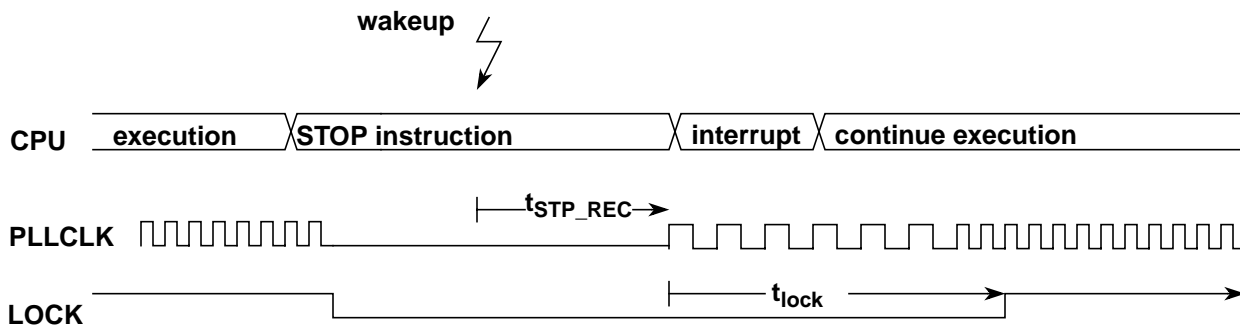 wakeup
CPU execution STOP instruction interrupt continue execution
tSTP_REC
PLLCLK
tlock
LOCK